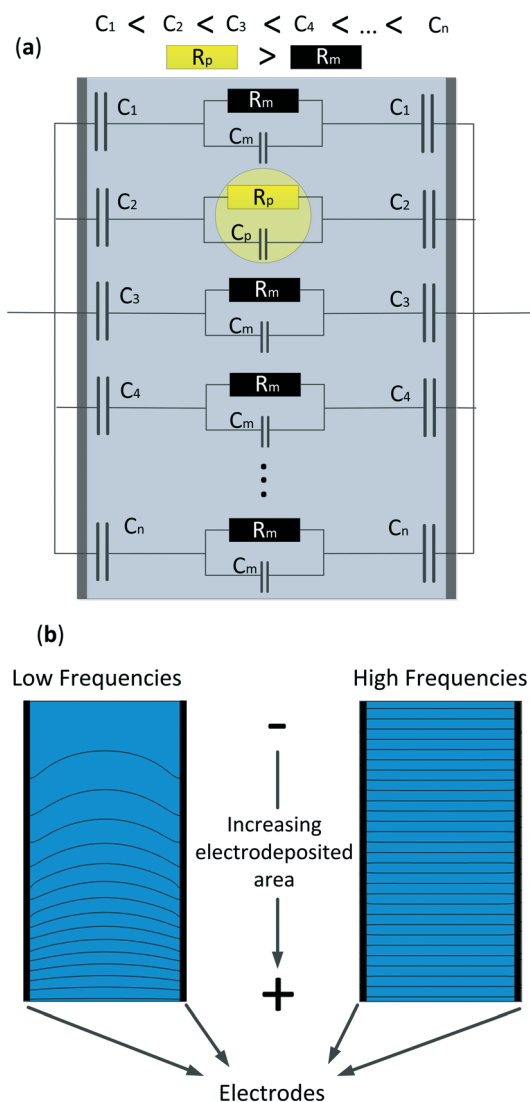 C1 < C2 < C3 < C4 < ... < Cn
(a)
Rp > Rm
C1 Rm C1
Cm
C2 Rp C2
Cp
C3 Rm C3
Cm
C4 Rm C4
Cm
⋮
Cn Rm Cn
Cm
(b)
Low Frequencies
High Frequencies
-
Increasing
electrodeposited
area
+
Electrodes